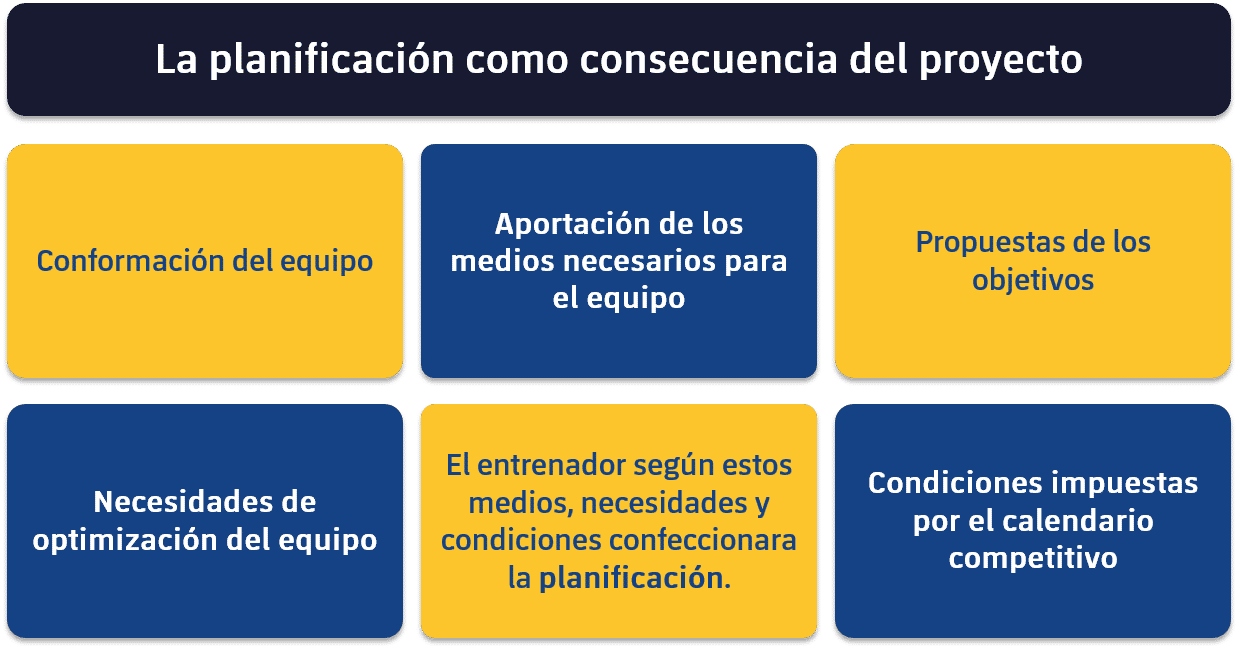 La planificación como consecuencia del proyecto
Conformación del equipo
Aportación de los
medios necesarios para
el equipo
Propuestas de los
objetivos
Necesidades de
optimización del equipo
El entrenador según estos
medios, necesidades y
condiciones confeccionara
la planificación.
Condiciones impuestas
por el calendario
competitivo